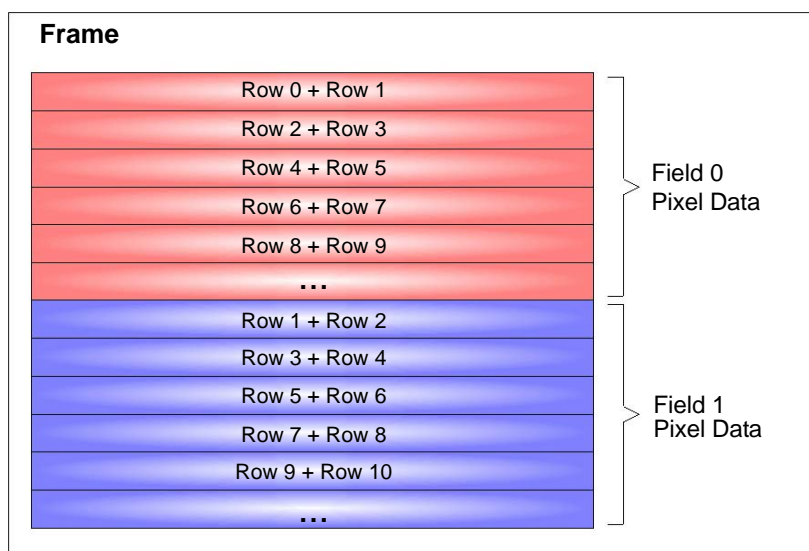 Frame
Row 0 + Row 1
Row 2 + Row 3
Row 4 + Row 5
Row 6 + Row 7
Row 8 + Row 9
...
Field 0
Pixel Data
Row 1 + Row 2
Row 3 + Row 4
Row 5 + Row 6
Row 7 + Row 8
Row 9 + Row 10
...
Field 1
Pixel Data